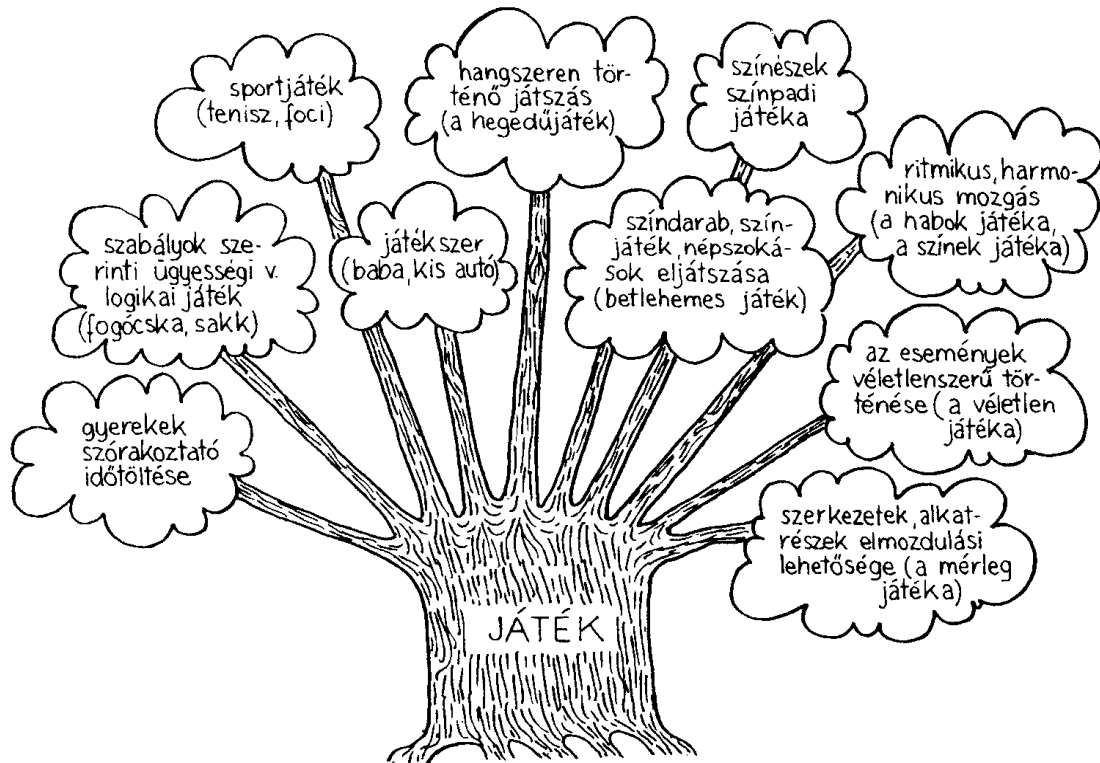 sportjáték
(tenisz, foci)
hangszeren tör-
ténő játszás
(a hegedűjáték)
színészek
színpadi
játéka
szabályok sze-
rinti ügyességi v.
logikai játék
(fogócska, sakk)
játékszer
(baba, kis autó)
színdarab, szín-
játék, népszoká-
sok eljátszása
(betlehemes játék)
ritmikus, harmo-
nikus mozgás
(a habok játéka,
a színek játéka)
gyerekek
szórakoztató
időtöltése
az események
véletlenszerű tör-
ténése (a véletlen
játéka)
szerkezetek, alkat-
részek elmozdulási
lehetősége (a mérleg
játéka)
JÁTÉK